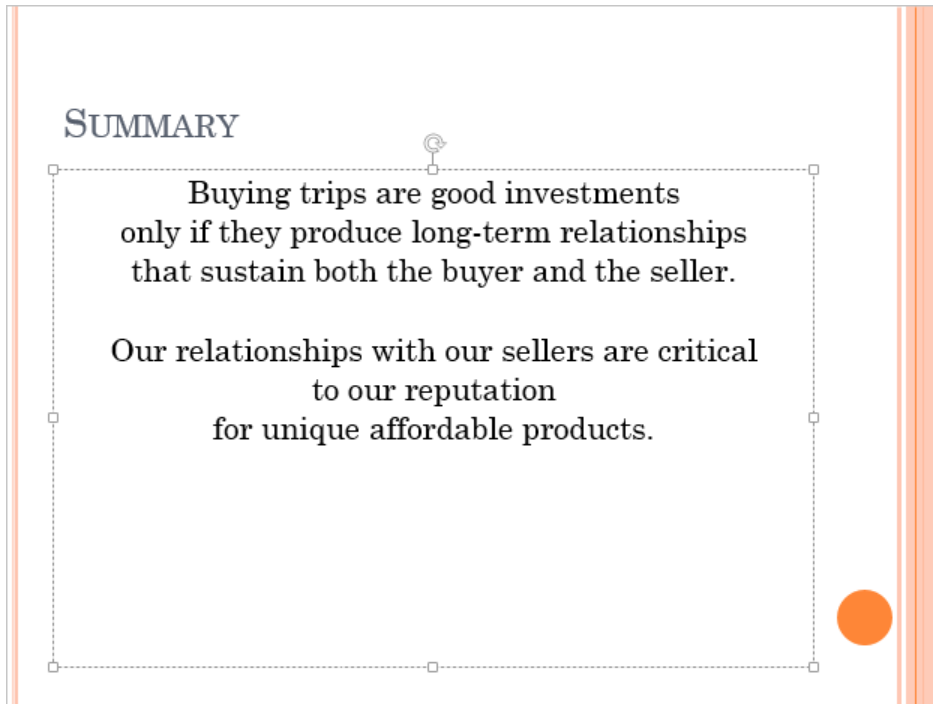 SUMMARY
Buying trips are good investments
only if they produce long-term relationships
that sustain both the buyer and the seller.
Our relationships with our sellers are critical
to our reputation
for unique affordable products.